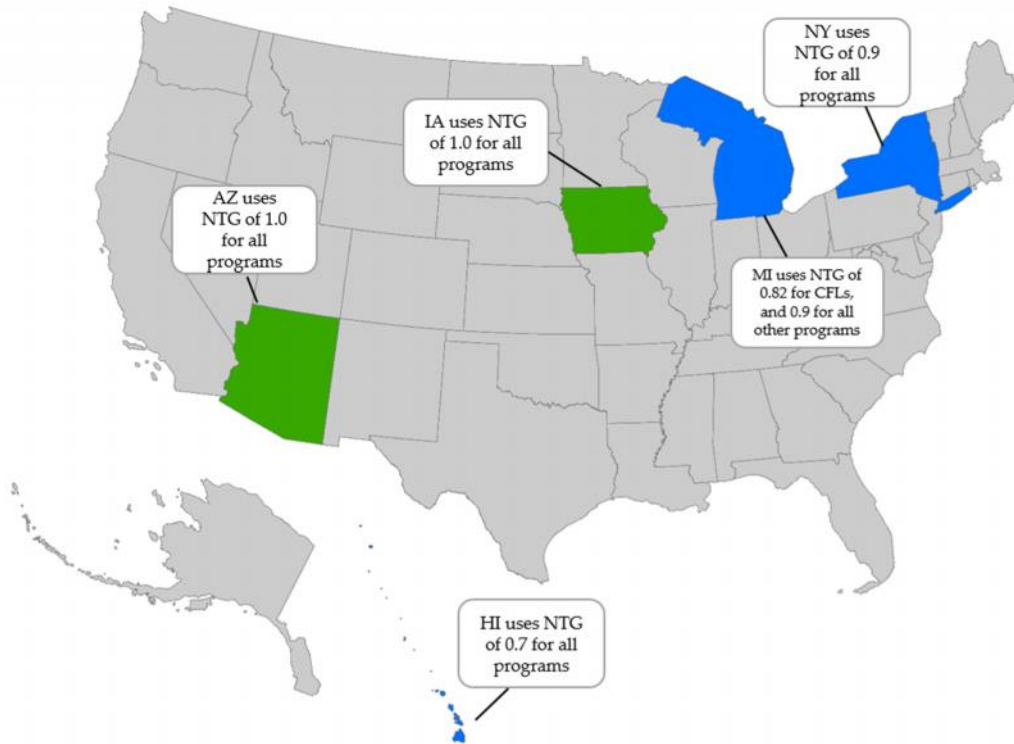 NY uses
NTG of 0.9
for all
programs
IA uses NTG
of 1.0 for all
programs
AZ uses
NTG of 1.0
for all
programs
MI uses NTG of
0.82 for CFLs,
and 0.9 for all
other programs
HI uses NTG
of 0.7 for all
programs